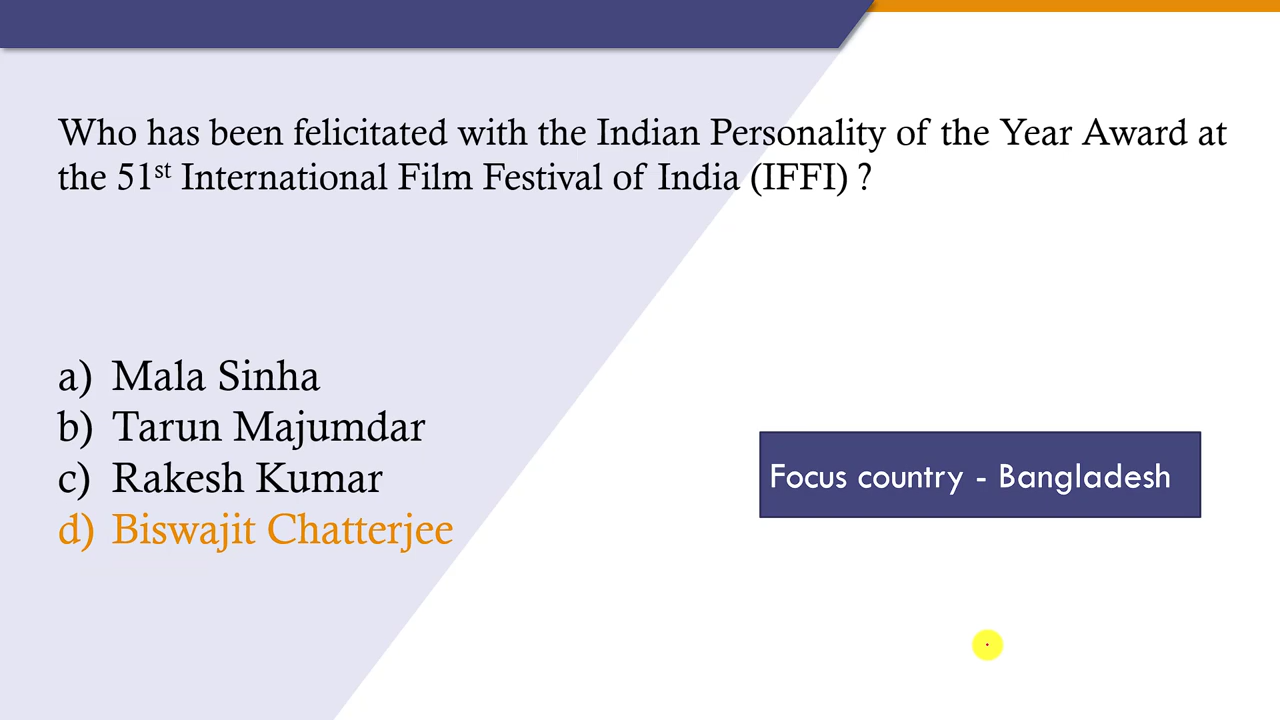 Who has been felicitated with the Indian Personality of the Year Award at
the 51st International Film Festival of India (IFFI) ?
a) Mala Sinha
b) Tarun Majumdar
c) Rakesh Kumar
d) Biswajit Chatterjee
Focus country - Bangladesh